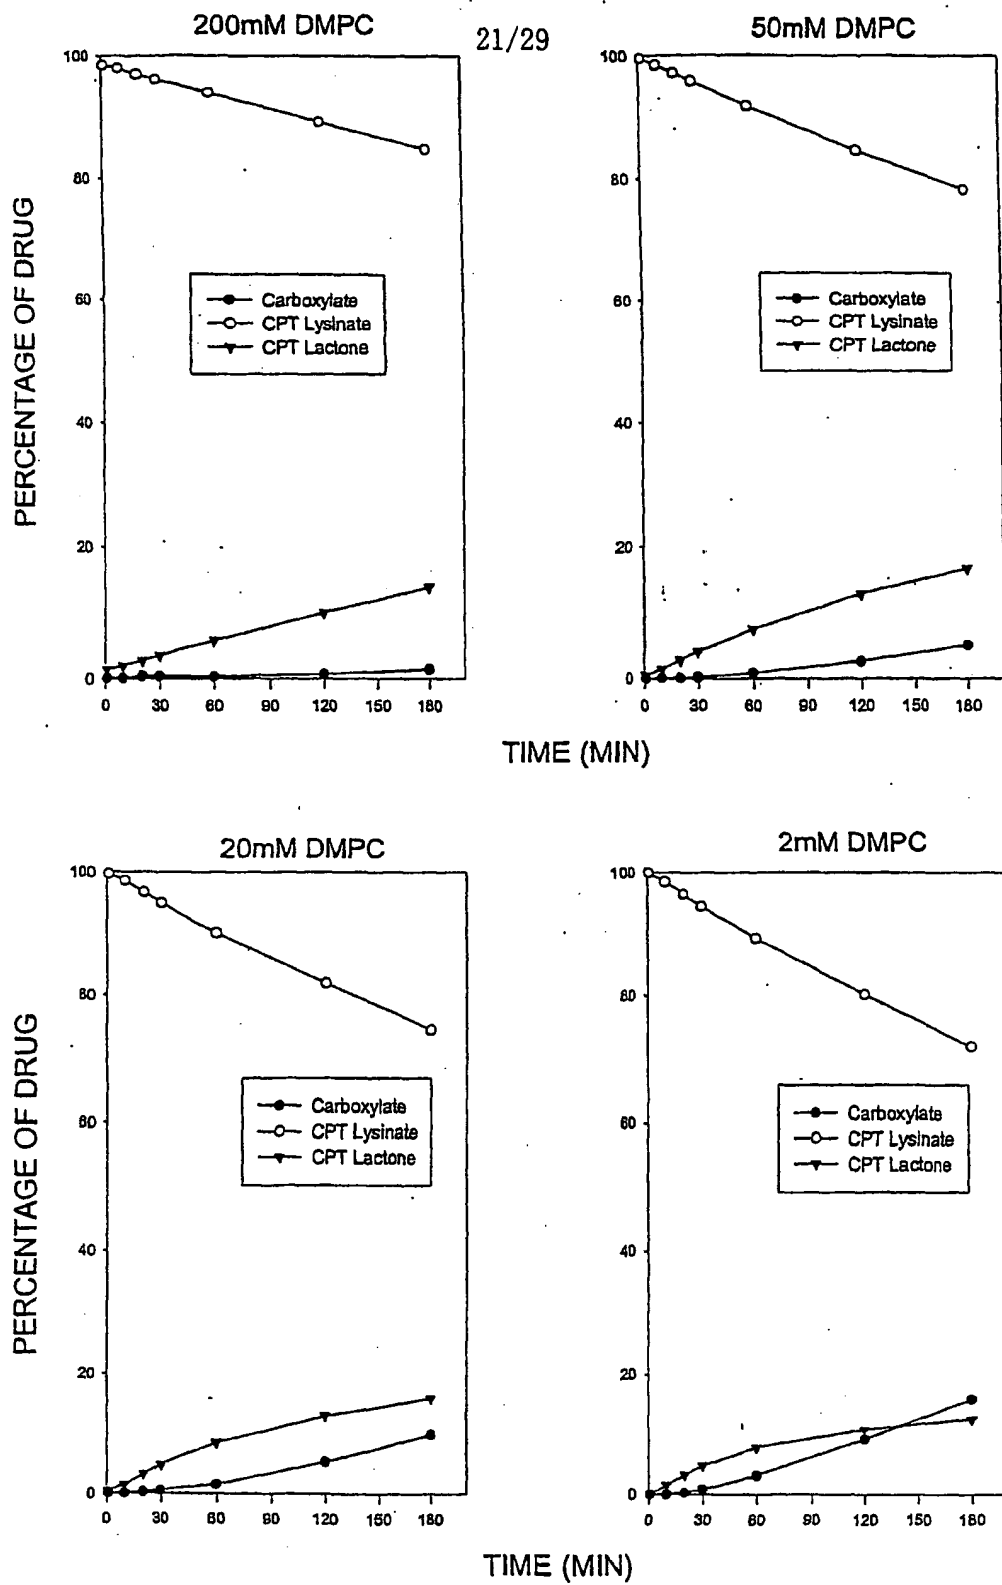 200mM DMPC
21/29
50mM DMPC
PERCENTAGE OF DRUG
100
80
60
40
20
0
Carboxylate
CPT Lysinate
CPT Lactone
0 30 60 90 120 150 180
100
80
60
40
20
0
Carboxylate
CPT Lysinate
CPT Lactone
0 30 60 90 120 150 180
TIME (MIN)
20mM DMPC
2mM DMPC
PERCENTAGE OF DRUG
100
80
60
40
20
0
Carboxylate
CPT Lysinate
CPT Lactone
0 30 60 90 120 150 180
100
80
60
40
20
0
Carboxylate
CPT Lysinate
CPT Lactone
0 30 60 90 120 150 180
TIME (MIN)